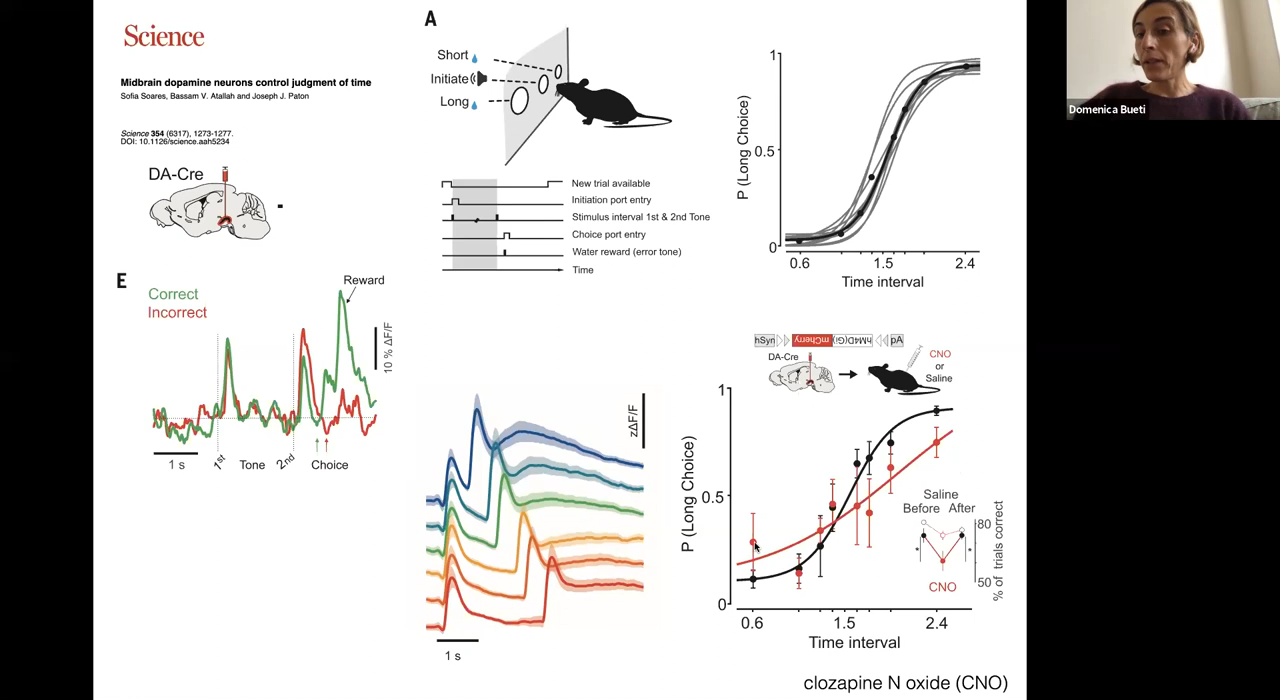 Science
Midbrain dopamine neurons control judgment of time
Sofia Soares, Bassam V. Atallah and Joseph J. Paton
Science 354 (6317), 1273-1277.
DOI: 10.1126/science.aah5234
DA-Cre
A
Short
Initiate
Long
New trial available
Initiation port entry
Stimulus interval 1st & 2nd Tone
Choice port entry
Water reward (error tone)
Time
1
0.5
0
P (Long Choice)
0.6
1.5
2.4
Time interval
Domenica Bueti
E
Correct
Incorrect
Reward
10 % ΔF/F
1 s
1st
Tone
2nd
Choice
zΔF/F
1 s
hSyn
mCherry
hM4D(Gi)
pA
DA-Cre
CNO
or
Saline
1
0.5
0
P (Long Choice)
Saline
Before After
80
50
% of trials correct
*
*
CNO
0.6
1.5
2.4
Time interval
clozapine N oxide (CNO)